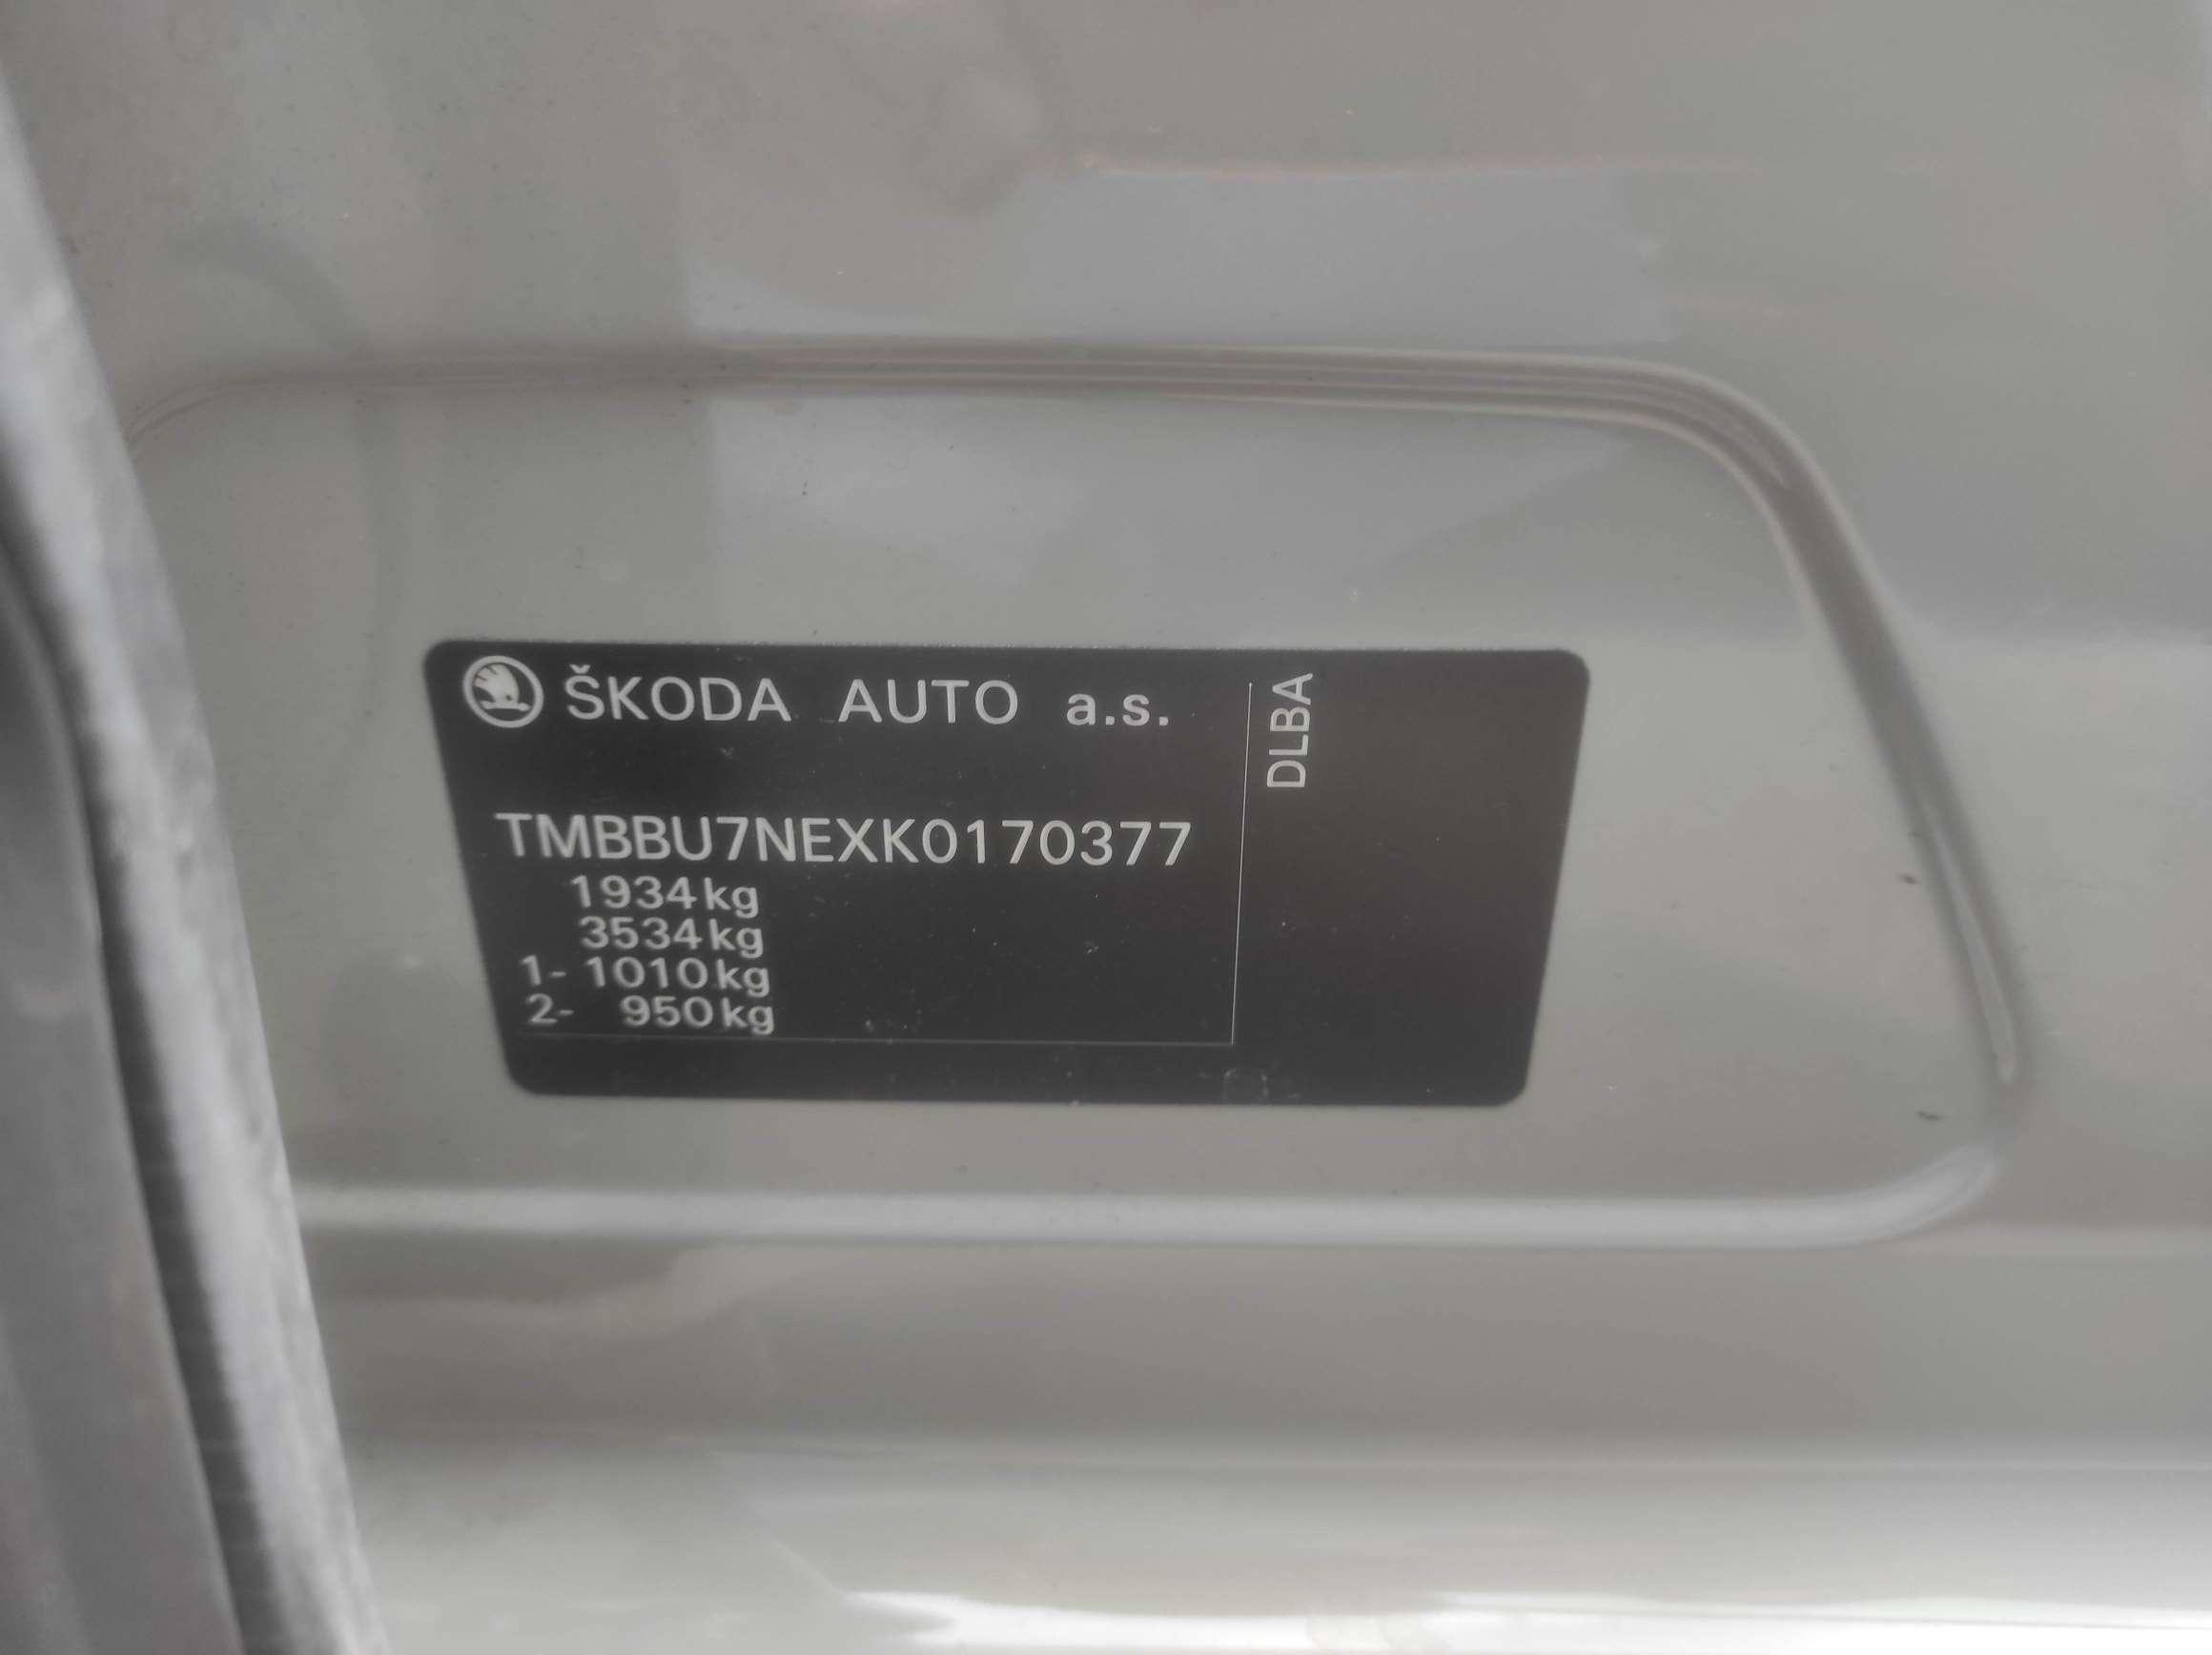 ŠKODA AUTO a.s.
TMBBU7NEXK0170377
1934kg
3534kg
1- 1010kg
2- 950kg
DLBA